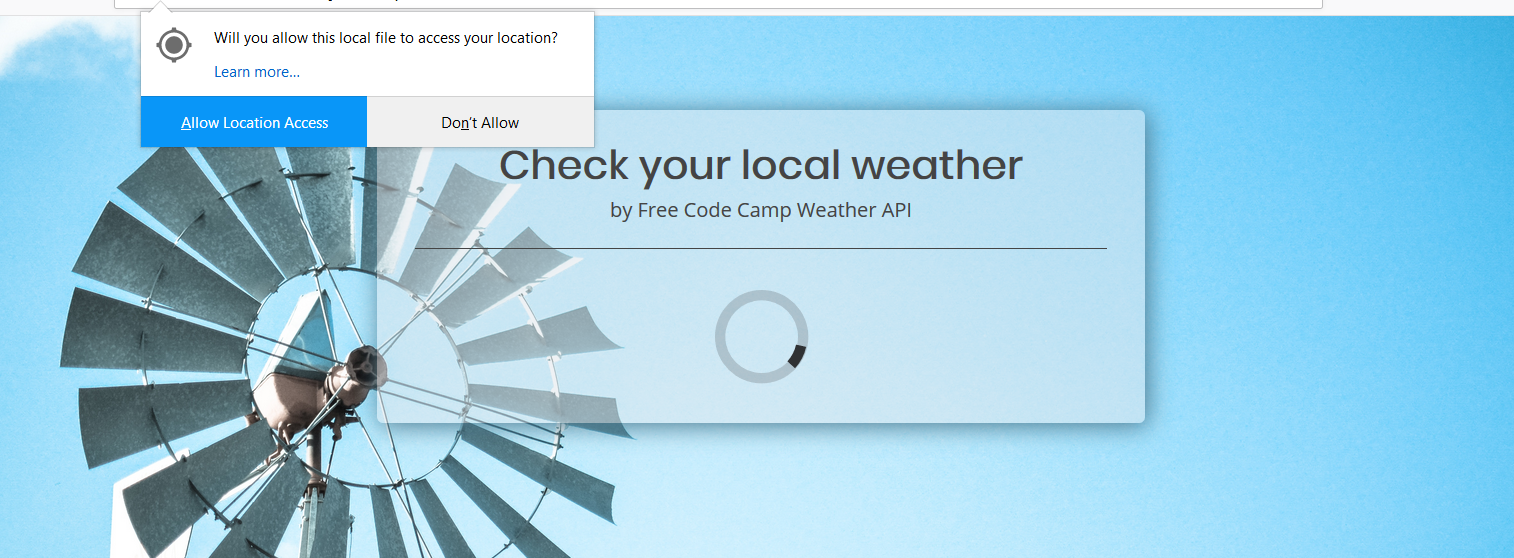 Will you allow this local file to access your location?
Learn more...
Allow Location Access
Don't Allow
Check your local weather
by Free Code Camp Weather API